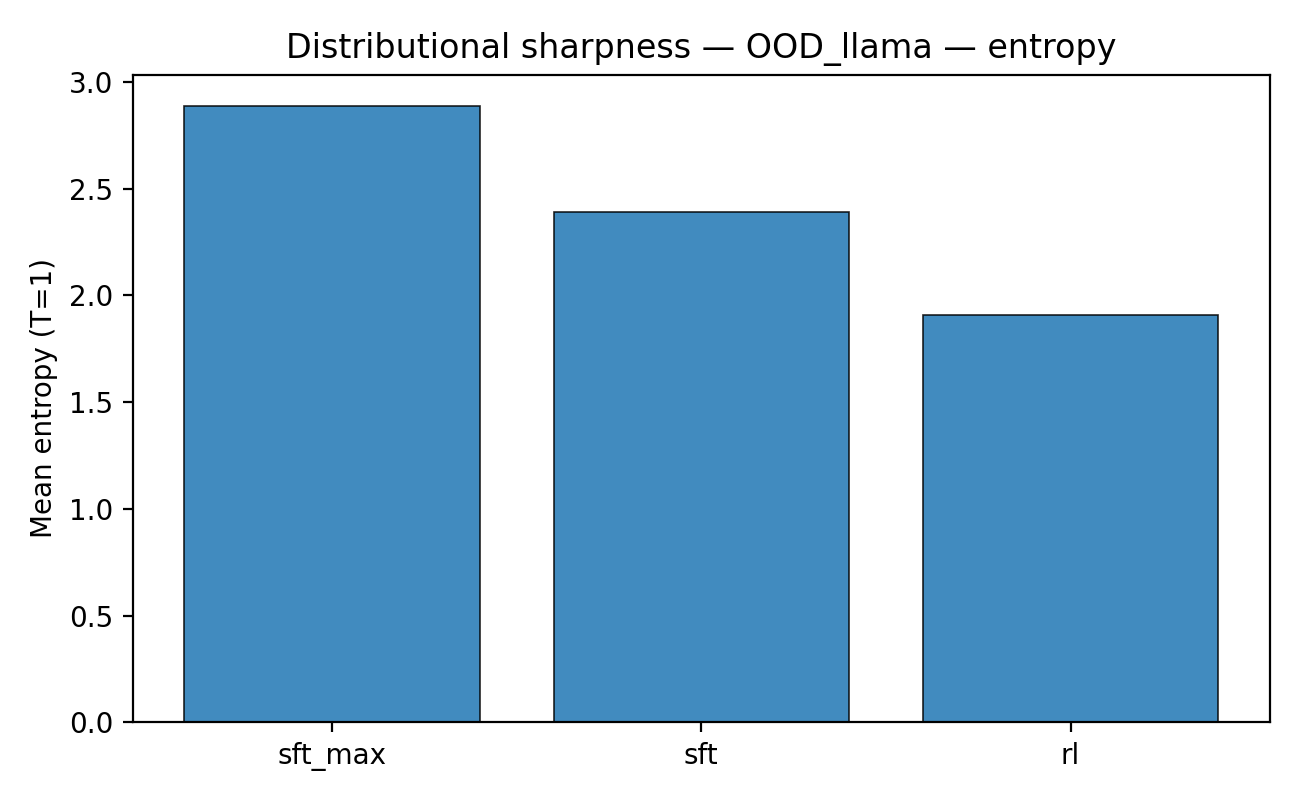 Distributional sharpness — OOD_llama — entropy
Mean entropy (T=1)
3.0
2.5
2.0
1.5
1.0
0.5
0.0
sft_max
sft
rl